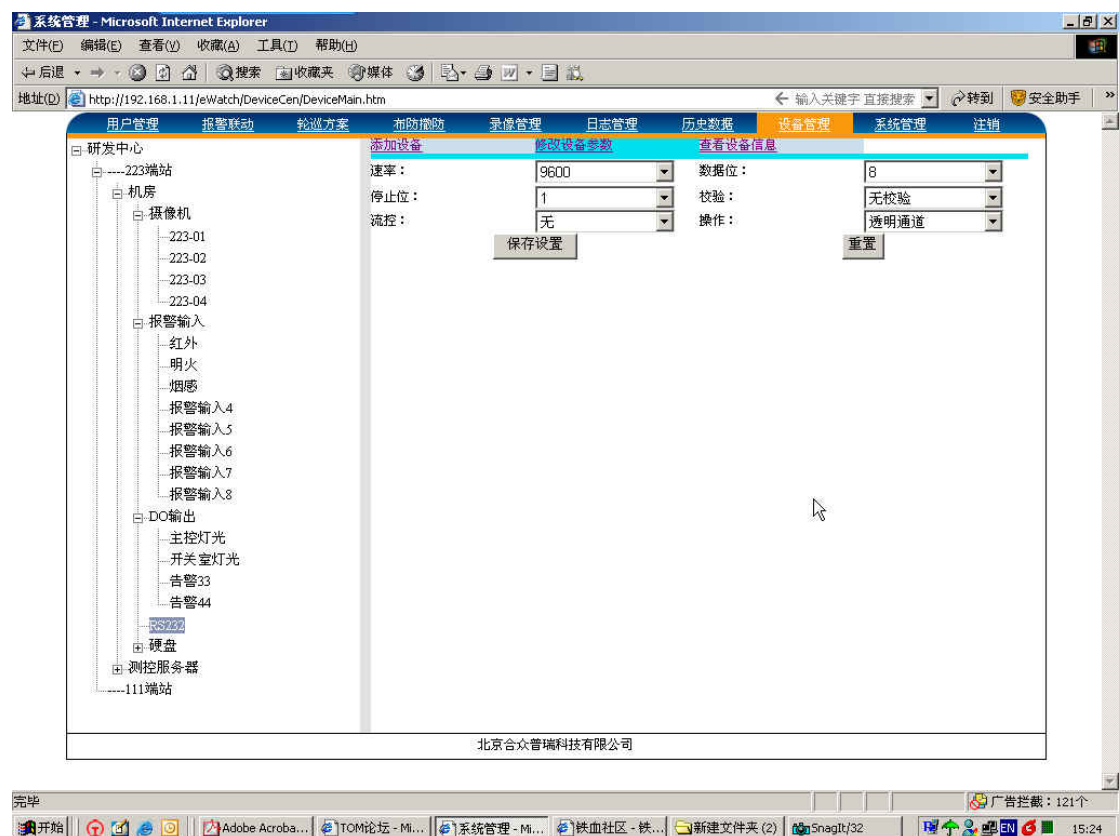 系统管理 - Microsoft Internet Explorer
文件(F) 编辑(E) 查看(V) 收藏(A) 工具(T) 帮助(H)
后退 搜索 收藏夹 媒体
地址(D) http://192.168.1.11/eWatch/DeviceCen/DeviceMain.htm 输入关键字 直接搜索 转到 安全助手 »
用户管理 报警联动 轮巡方案 布防撤防 录像管理 日志管理 历史数据 设备管理 系统管理 注销
添加设备 修改设备参数 查看设备信息
研发中心
----223端站
机房
摄像机
223-01
223-02
223-03
223-04
报警输入
红外
明火
烟感
报警输入4
报警输入5
报警输入6
报警输入7
报警输入8
DO输出
主控灯光
开关室灯光
告警33
告警44
RS232
硬盘
测控服务器
----111端站
速率： 9600 数据位： 8
停止位： 1 校验： 无校验
流控： 无 操作： 透明通道
保存设置 重置
北京合众普瑞科技有限公司
完毕 广告拦截：121个
开始 Adobe Acroba... TOM论坛 - Mi... 系统管理 - Mi... 铁血社区 - 铁... 新建文件夹 (2) SnagIt/32 EN 15:24